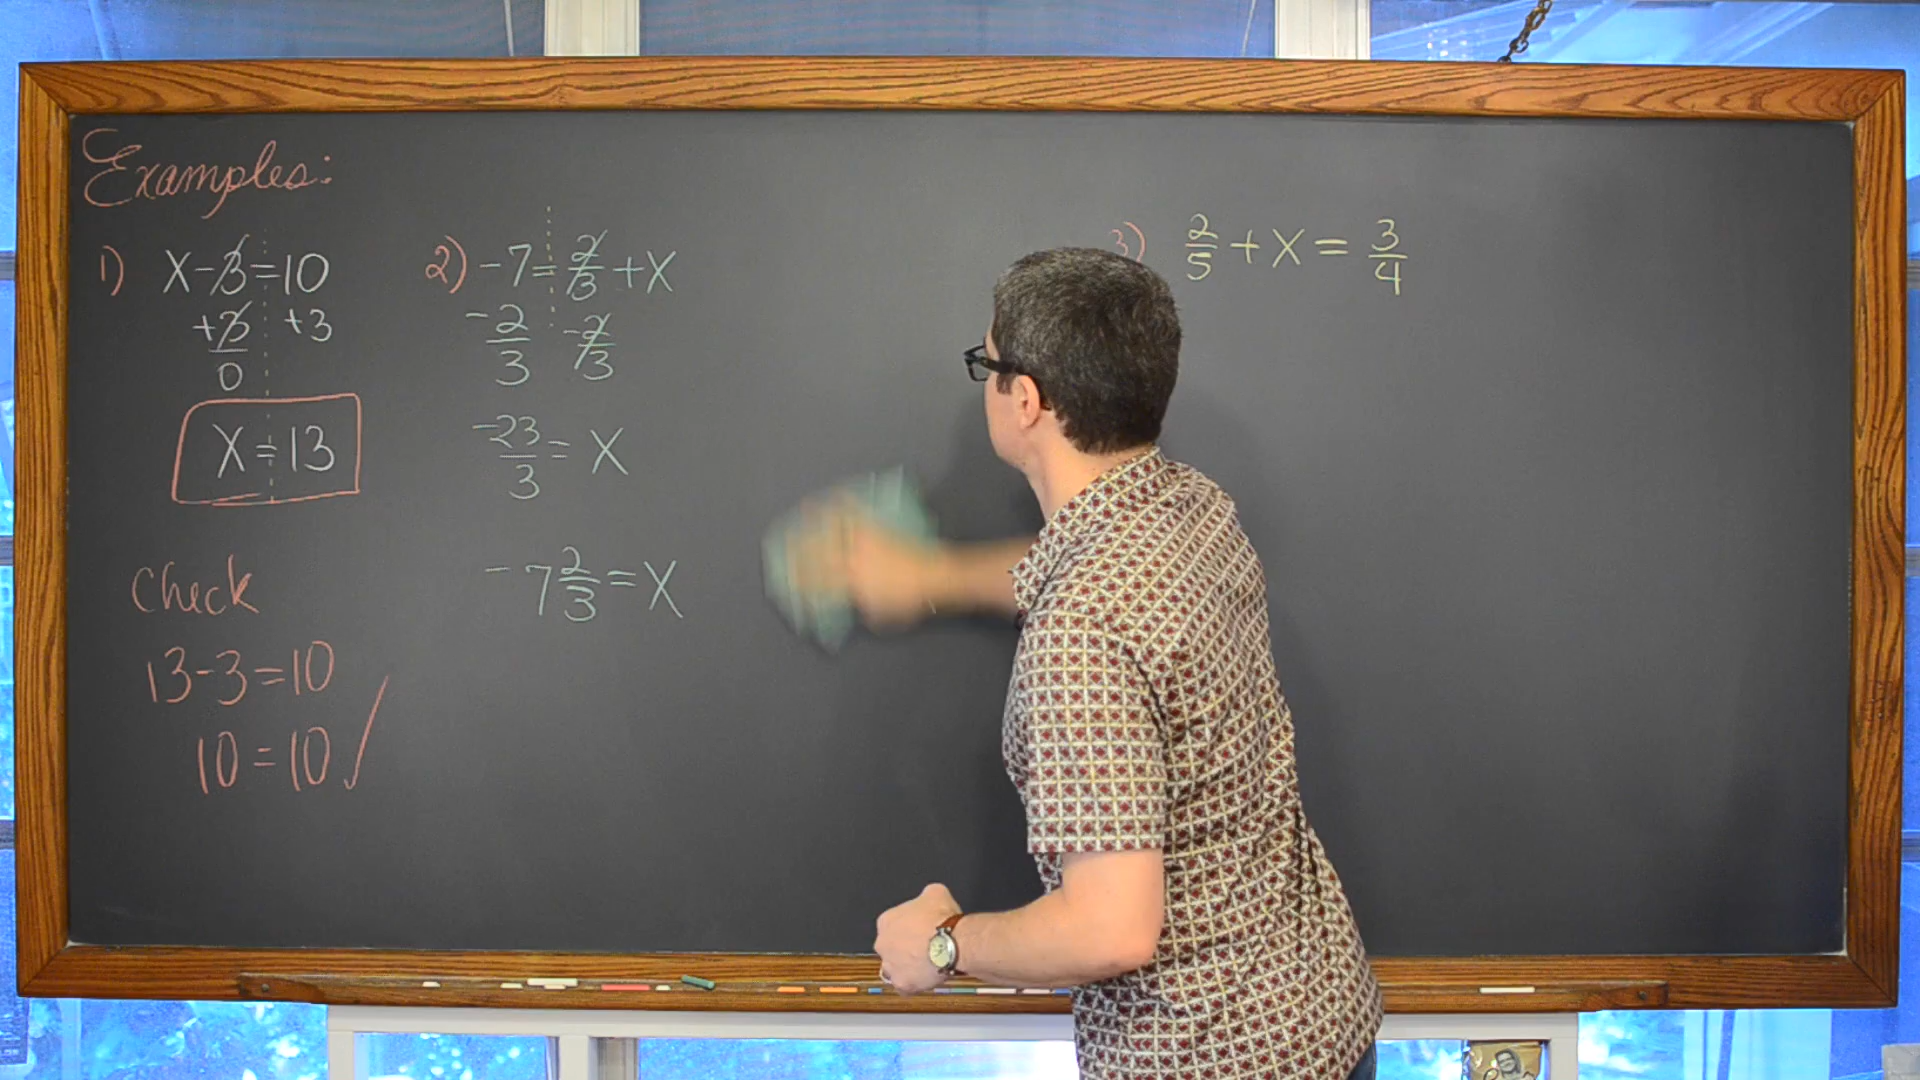 Examples:
1) X-3=10
+3 +3
0
X=13
Check
13-3=10
10=10✓
2) -7=2/3+X
-2/3 -2/3
-23/3=X
-7 2/3=X
3) 2/5+X=3/4